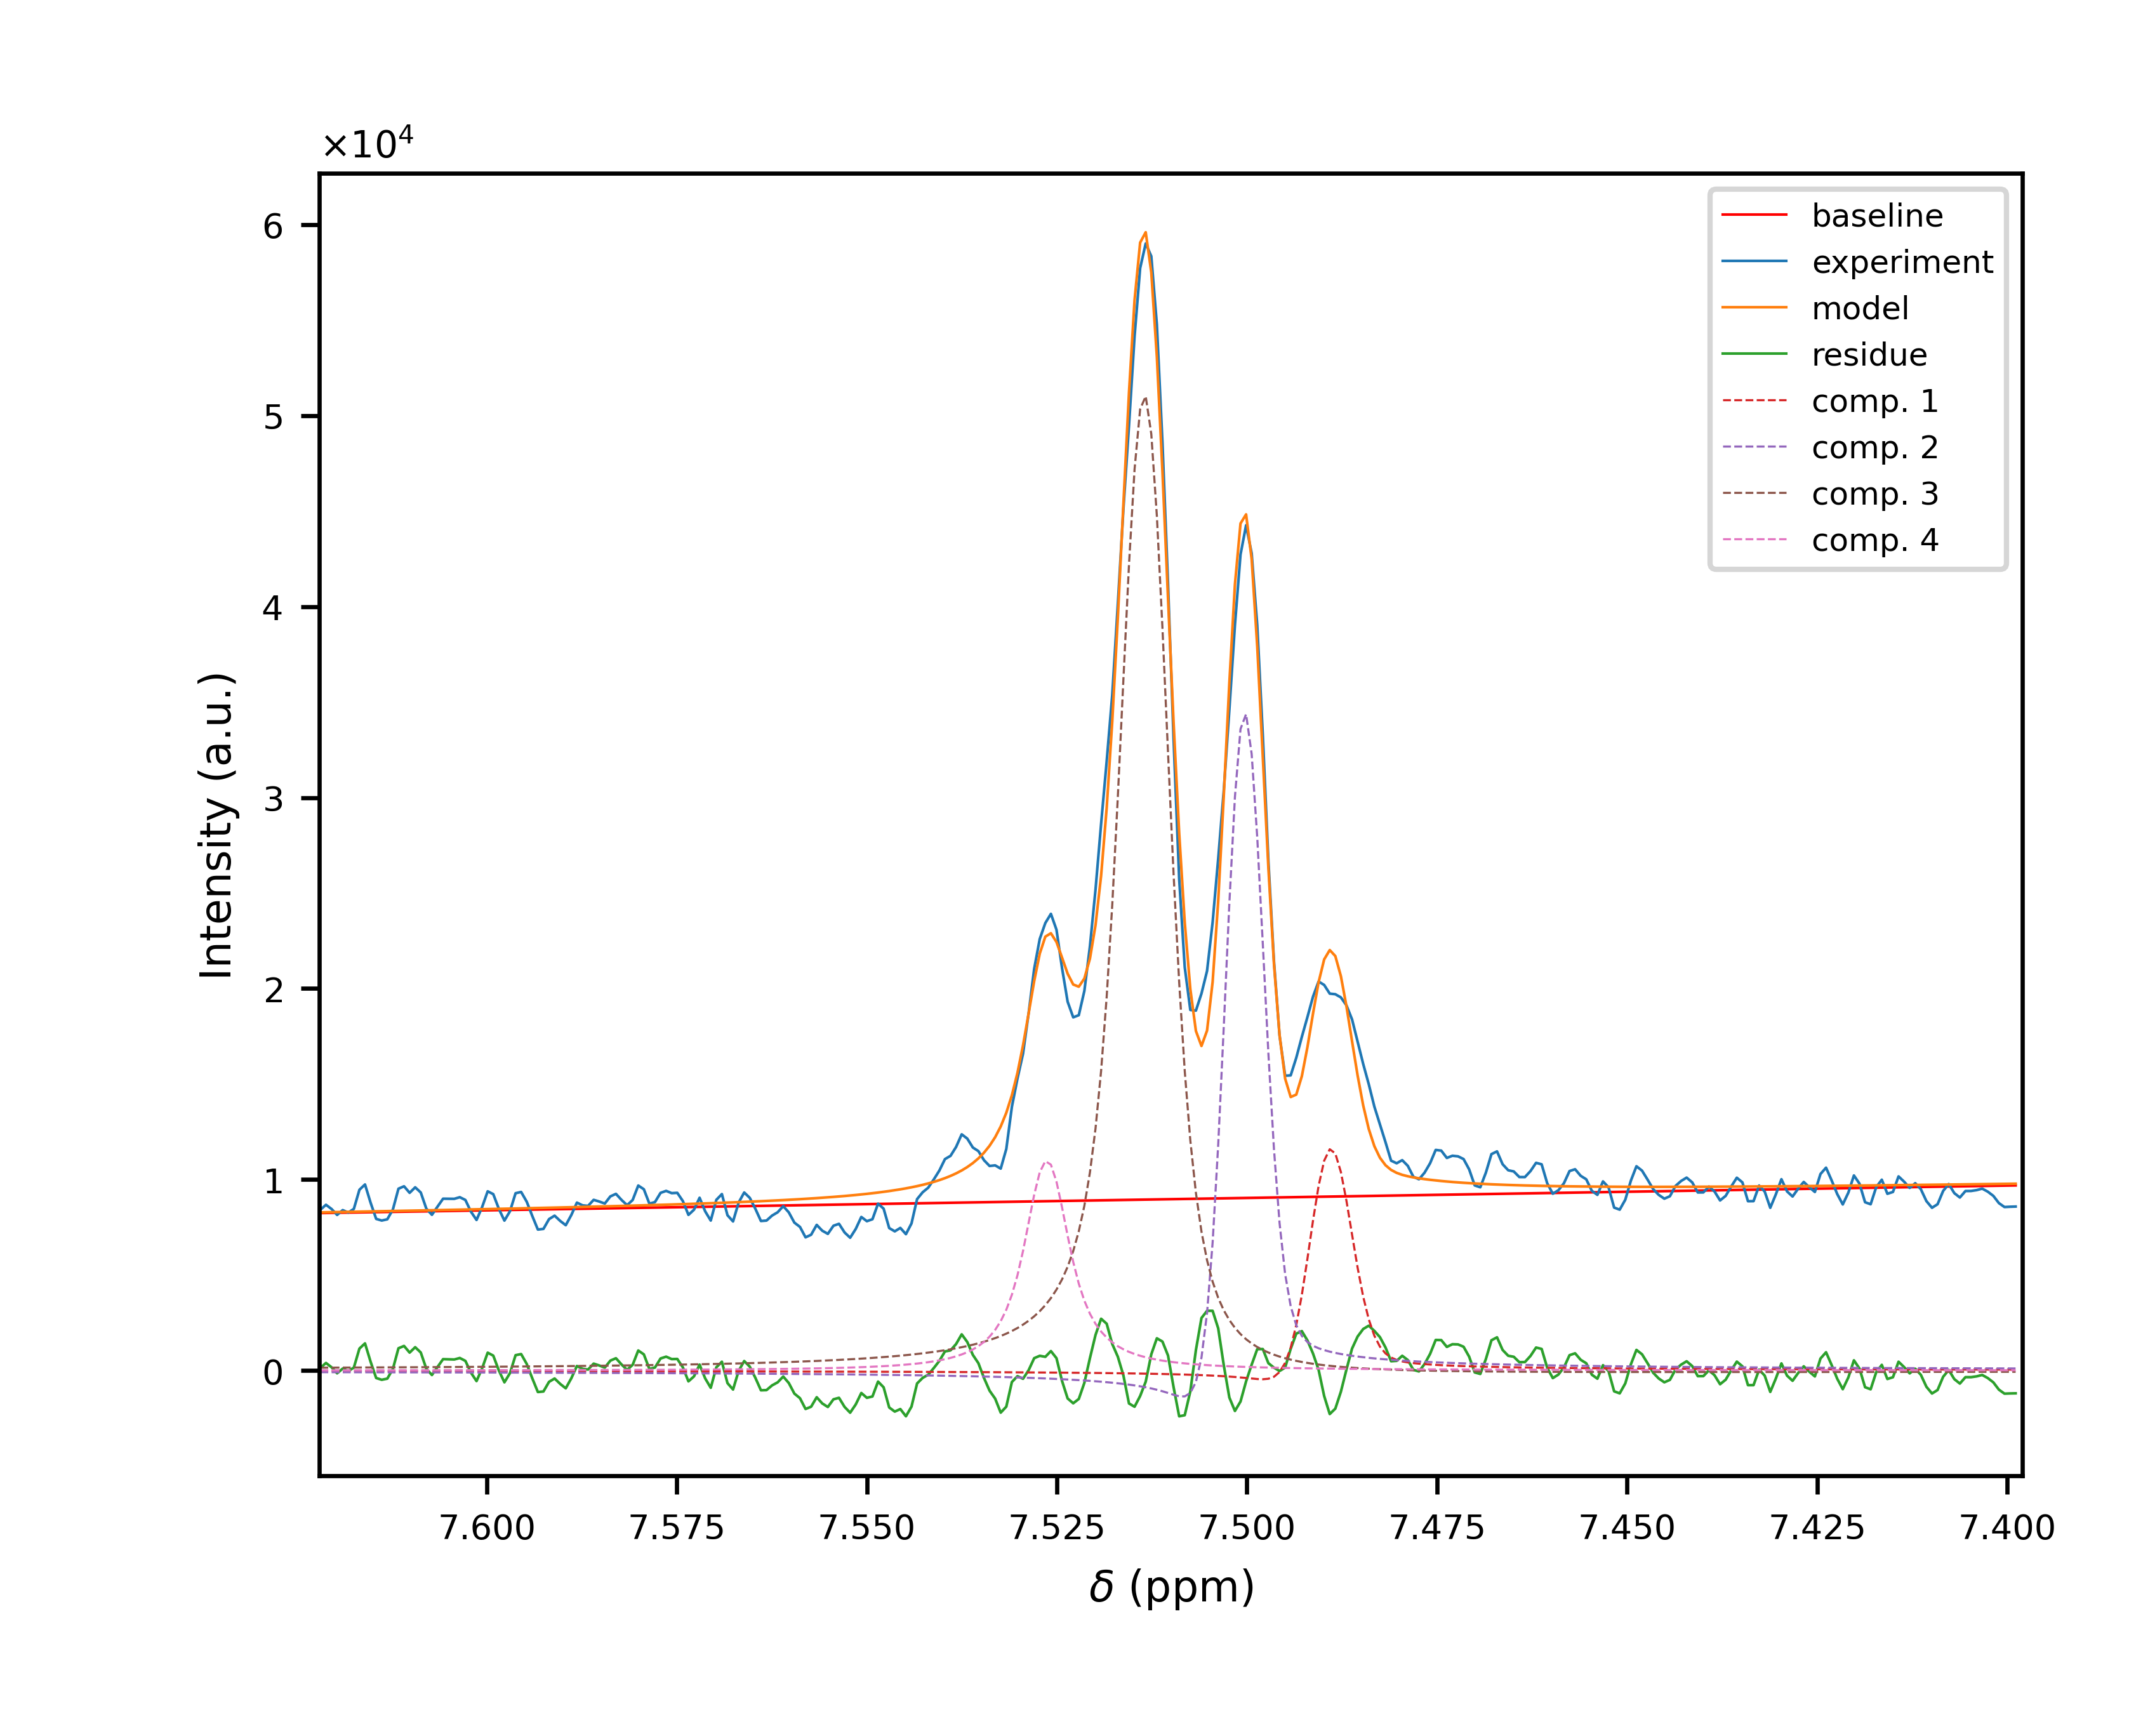 ×10⁴
6
5
4
3
2
1
0
Intensity (a.u.)
baseline
experiment
model
residue
comp. 1
comp. 2
comp. 3
comp. 4
7.600 7.575 7.550 7.525 7.500 7.475 7.450 7.425 7.400
δ (ppm)